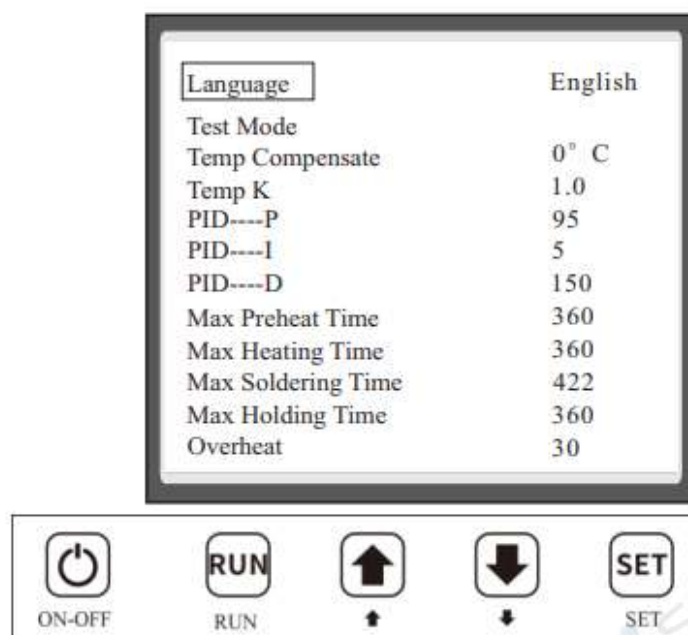 Language English
Test Mode
Temp Compensate 0° C
Temp K 1.0
PID----P 95
PID----I 5
PID----D 150
Max Preheat Time 360
Max Heating Time 360
Max Soldering Time 422
Max Holding Time 360
Overheat 30
RUN SET
ON-OFF RUN SET